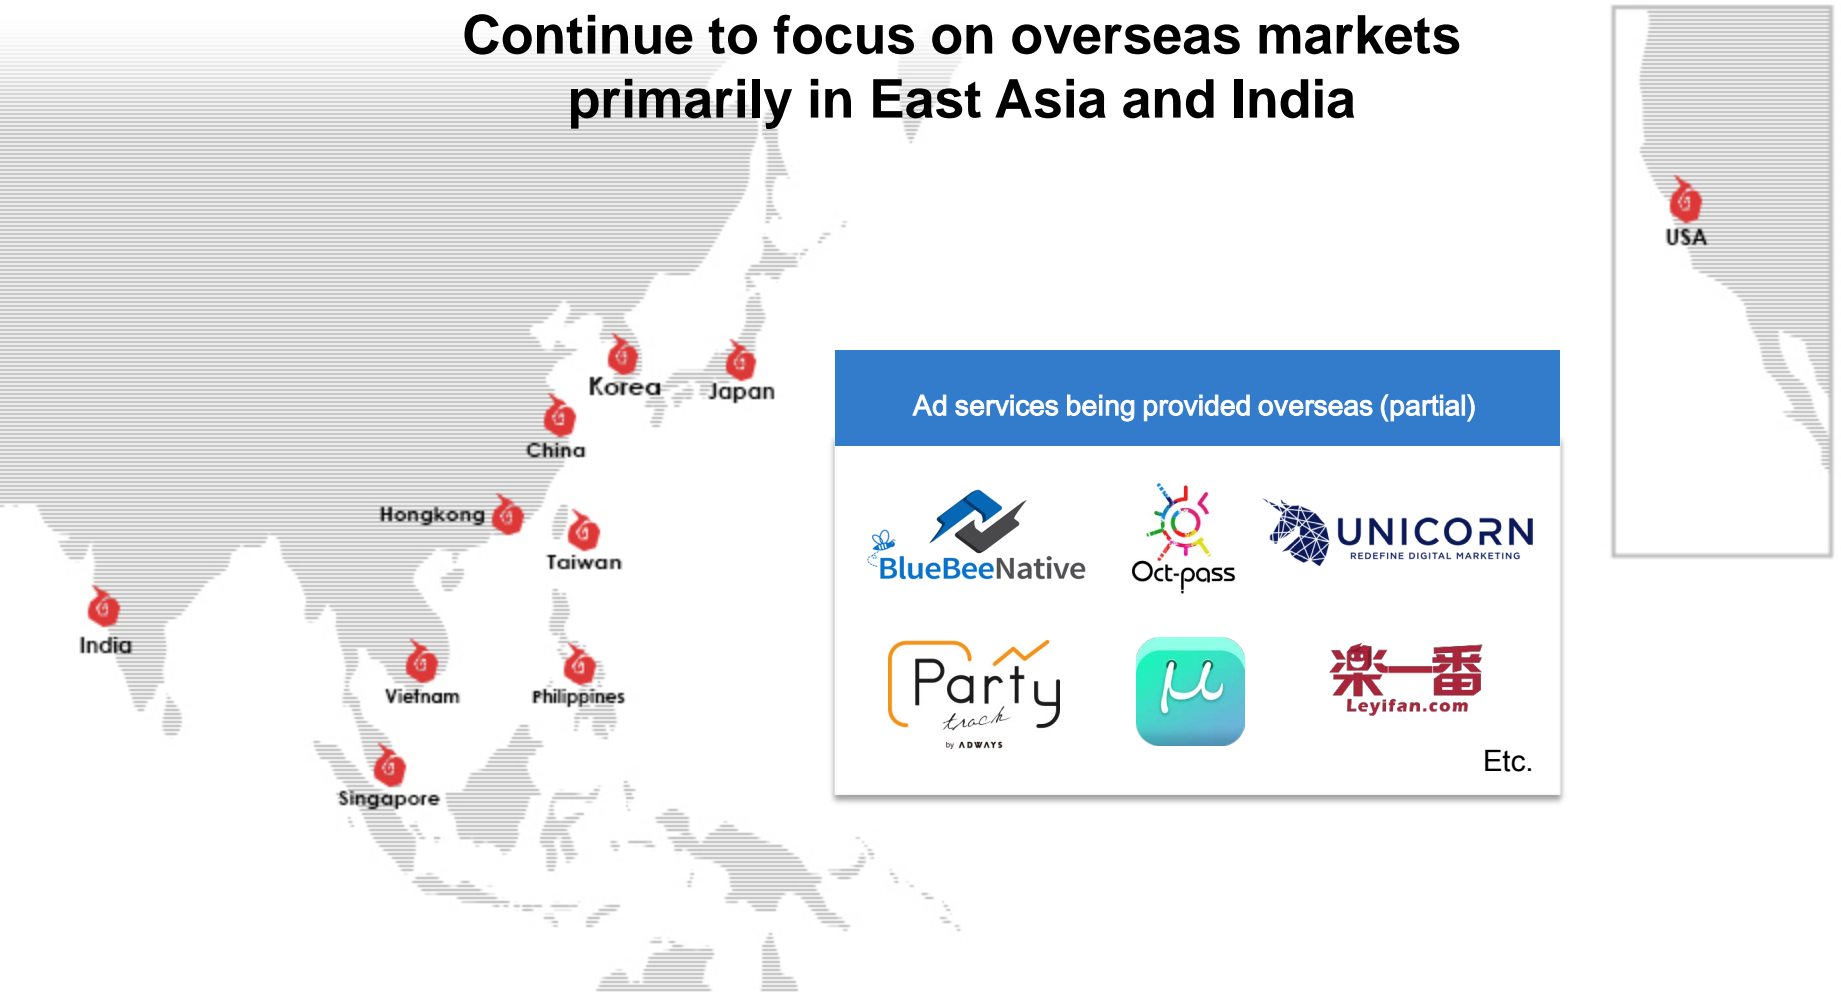 Continue to focus on overseas markets
primarily in East Asia and India
USA
Korea
Japan
China
Hongkong
Taiwan
India
Vietnam
Philippines
Singapore
Ad services being provided overseas (partial)
BlueBeeNative
Oct-pass
UNICORN
REDEFINE DIGITAL MARKETING
Party
track
by ADWAYS
μ
楽一番
Leyifan.com
Etc.